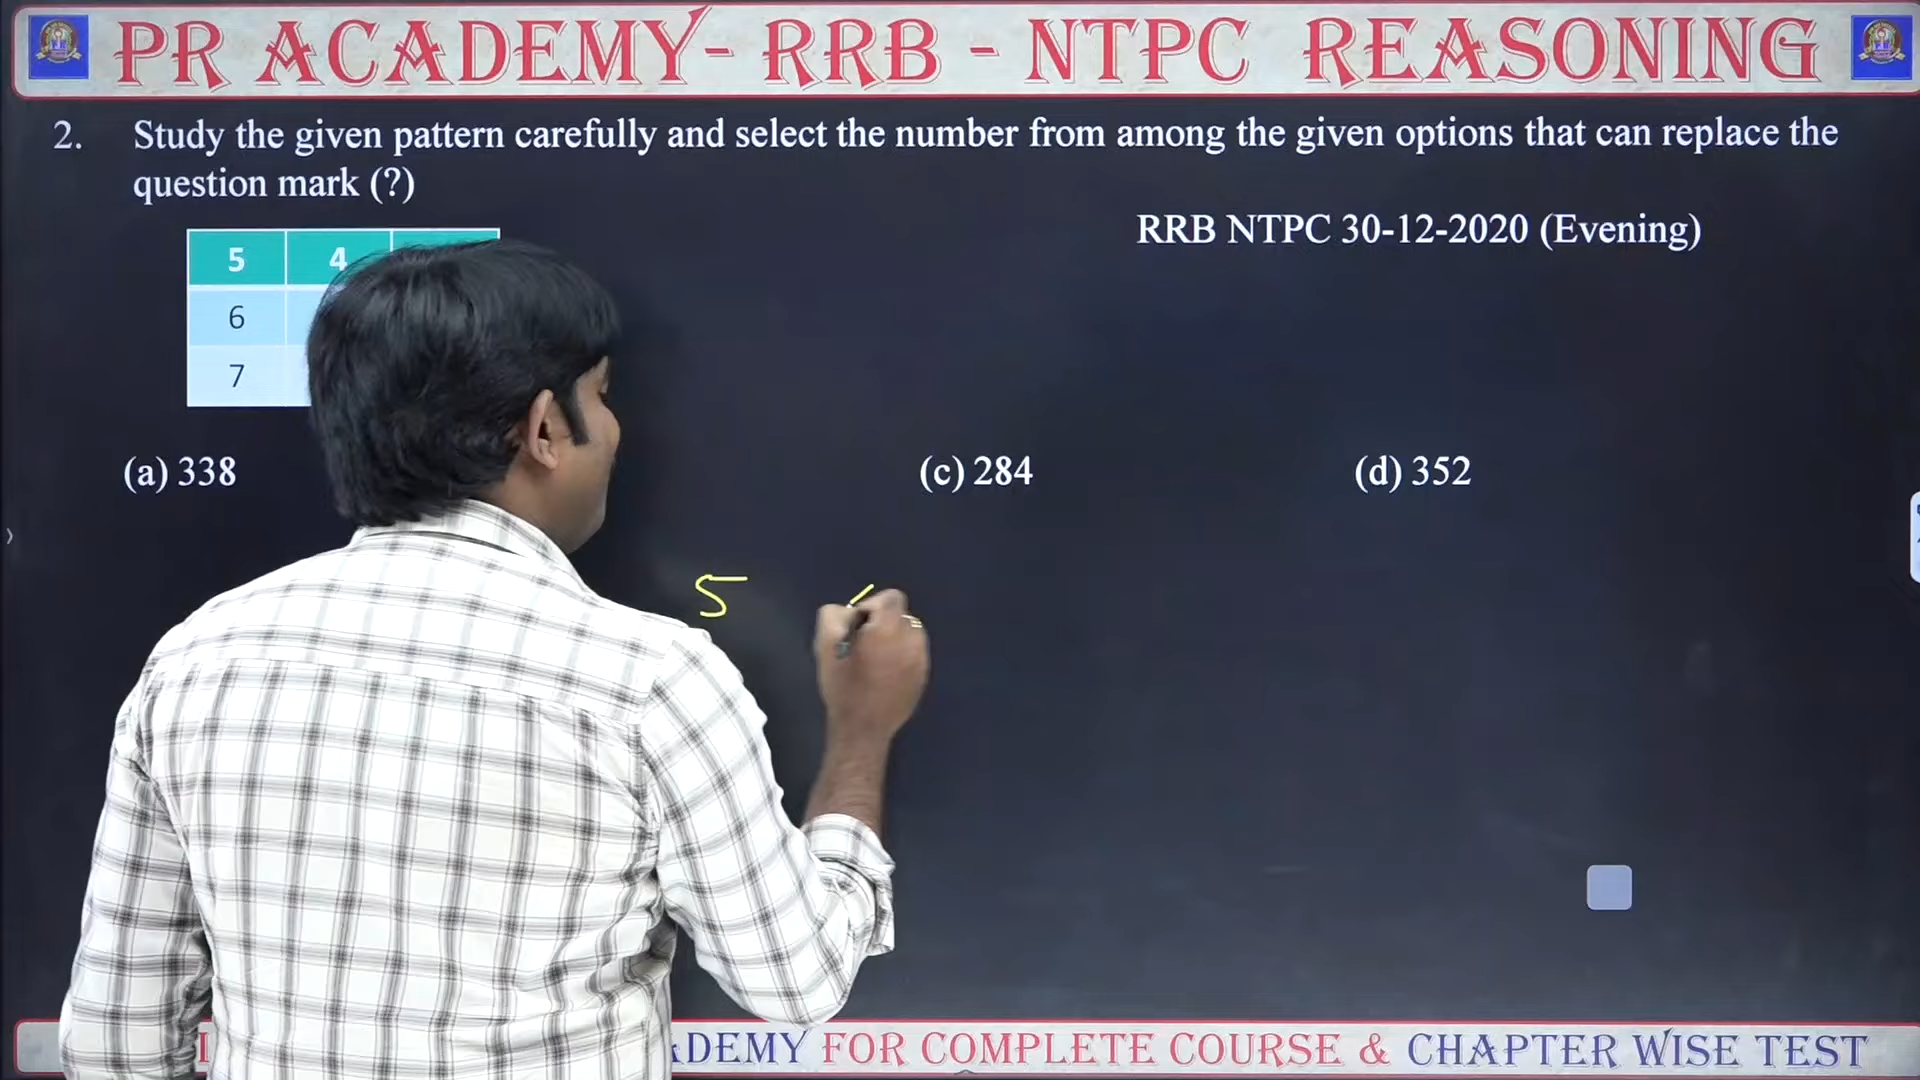 PR ACADEMY- RRB - NTPC REASONING
2. Study the given pattern carefully and select the number from among the given options that can replace the
question mark (?)
RRB NTPC 30-12-2020 (Evening)
5 4
6
7
(a) 338 (c) 284 (d) 352
5
FOR COMPLETE COURSE & CHAPTER WISE TEST